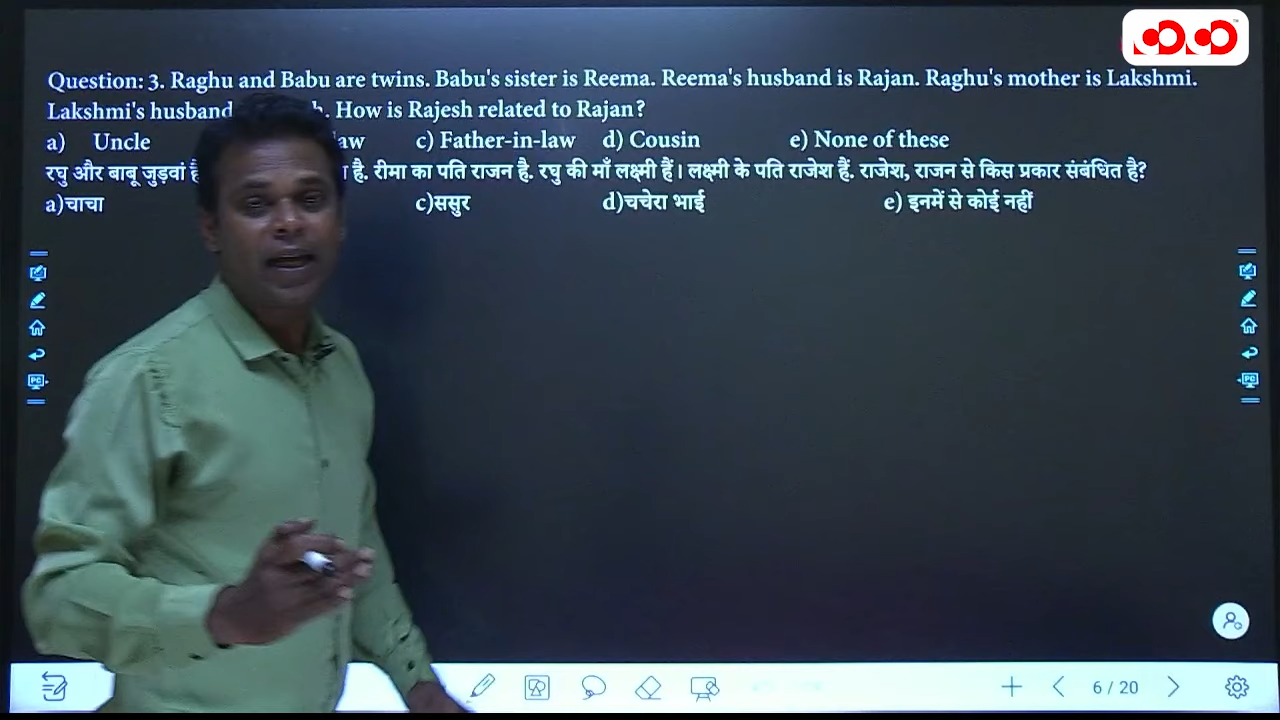 Question: 3. Raghu and Babu are twins. Babu's sister is Reema. Reema's husband is Rajan. Raghu's mother is Lakshmi.
Lakshmi's husband . How is Rajesh related to Rajan?
a) Uncle c) Father-in-law d) Cousin e) None of these
रघु और बाबू जुड़वां है. रीमा का पति राजन है. रघु की माँ लक्ष्मी हैं। लक्ष्मी के पति राजेश हैं. राजेश, राजन से किस प्रकार संबंधित है?
a)चाचा c)ससुर d)चचेरा भाई e) इनमें से कोई नहीं
6 / 20